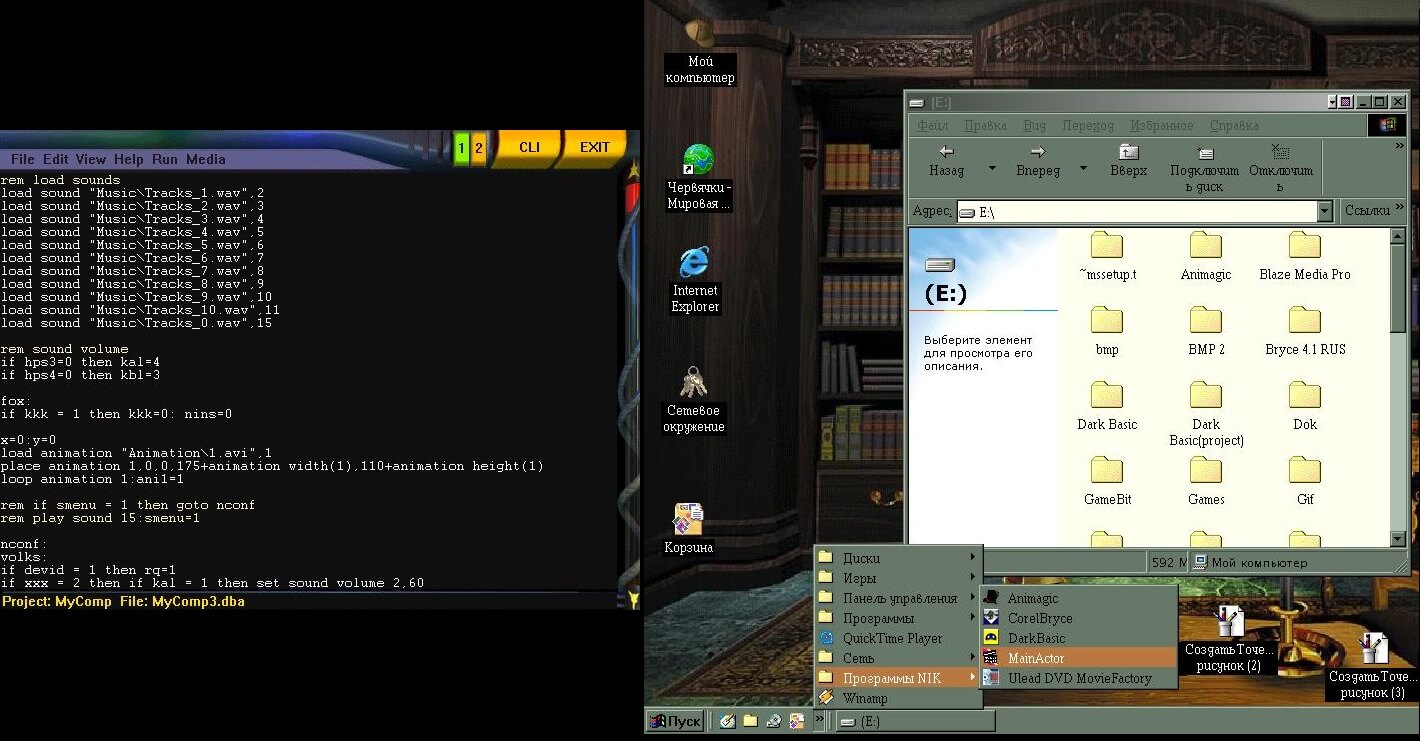 1 2 CLI EXIT
File Edit View Help Run Media
rem load sounds
load sound "Music\Tracks_1.wav",2
load sound "Music\Tracks_2.wav",3
load sound "Music\Tracks_3.wav",4
load sound "Music\Tracks_4.wav",5
load sound "Music\Tracks_5.wav",6
load sound "Music\Tracks_6.wav",7
load sound "Music\Tracks_7.wav",8
load sound "Music\Tracks_8.wav",9
load sound "Music\Tracks_9.wav",10
load sound "Music\Tracks_10.wav",11
load sound "Music\Tracks_0.wav",15
rem sound volume
if hps3=0 then kal=4
if hps4=0 then kbl=3
fox:
if kkk = 1 then kkk=0: nins=0
x=0:y=0
load animation "Animation\1.avi",1
place animation 1,0,0,175+animation width(1),110+animation height(1)
loop animation 1:ani1=1
rem if smenu = 1 then goto nconf
rem play sound 15:smenu=1
nconf:
volks:
if devid = 1 then rq=1
if xxx = 2 then if kal = 1 then set sound volume 2,60
Project: MyComp File: MyComp3.dba
Мой
компьютер
Червячки -
Мировая ...
Internet
Explorer
Сетевое
окружение
Корзина
(E:)
Файл Правка Вид Переход Избранное Справка
Назад Вперед Вверх Подключит Отключить
ь диск ь
Адрес: E:\ Ссылки
(E:)
Выберите элемент
для просмотра его
описания.
~mssetup.t Animagic Blaze Media Pro
bmp BMP 2 Bryce 4.1 RUS
Dark Basic Dark Dok
Basic(project)
GameBit Games Gif
592 М Мой компьютер
Диски
Игры
Панель управления
Программы
QuickTime Player
Сеть
Программы NIK
Winamp
Animagic
CorelBryce
DarkBasic
MainActor
Ulead DVD MovieFactory
СоздатьТоче...
рисунок (2)
СоздатьТоче...
рисунок (3)
Пуск (E:)